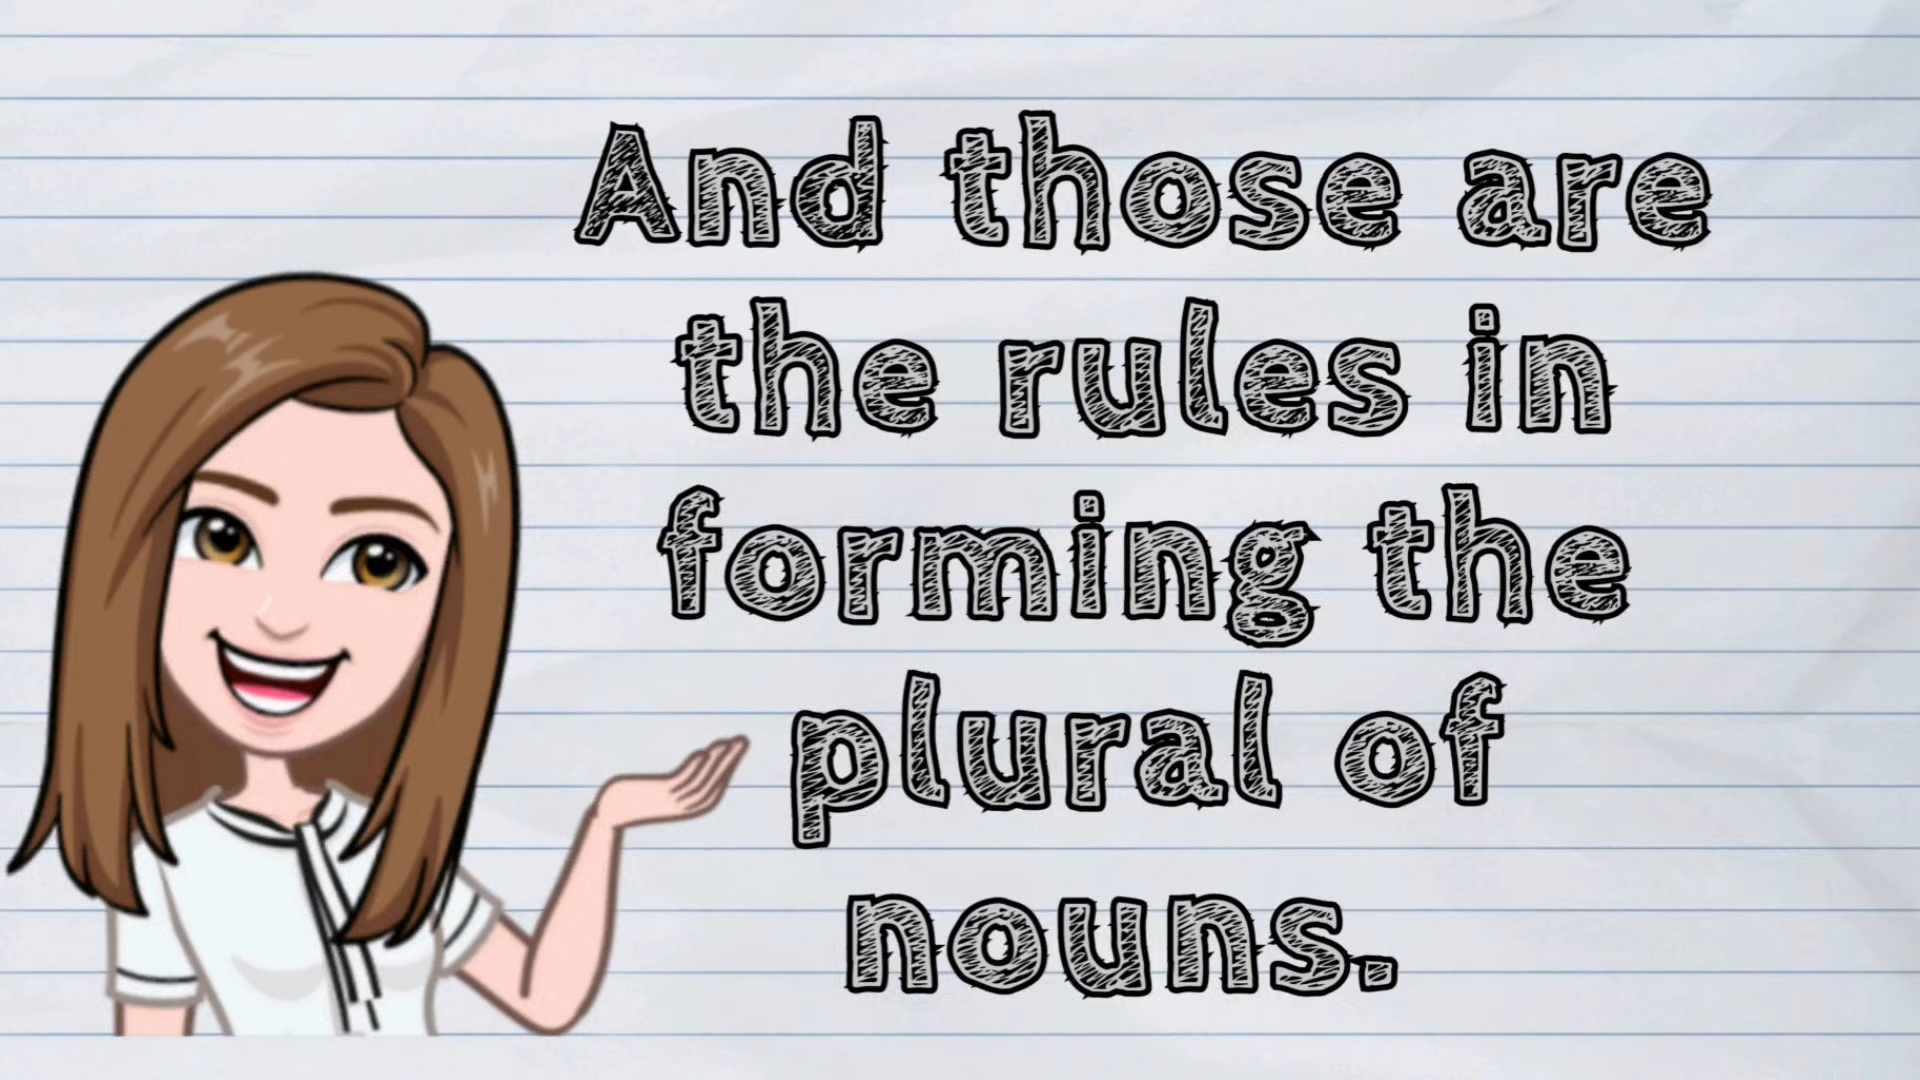 And those are
the rules in
forming the
plural of
nouns.